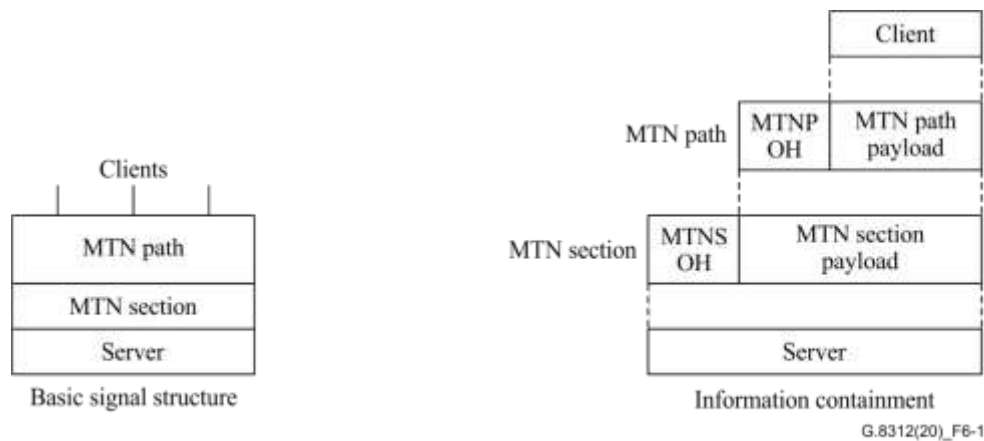 Clients
MTN path
MTN section
Server
Basic signal structure
Client
MTN path
MTNP
OH
MTN path
payload
MTN section
MTNS
OH
MTN section
payload
Server
Information containment
G.8312(20)_F6-1